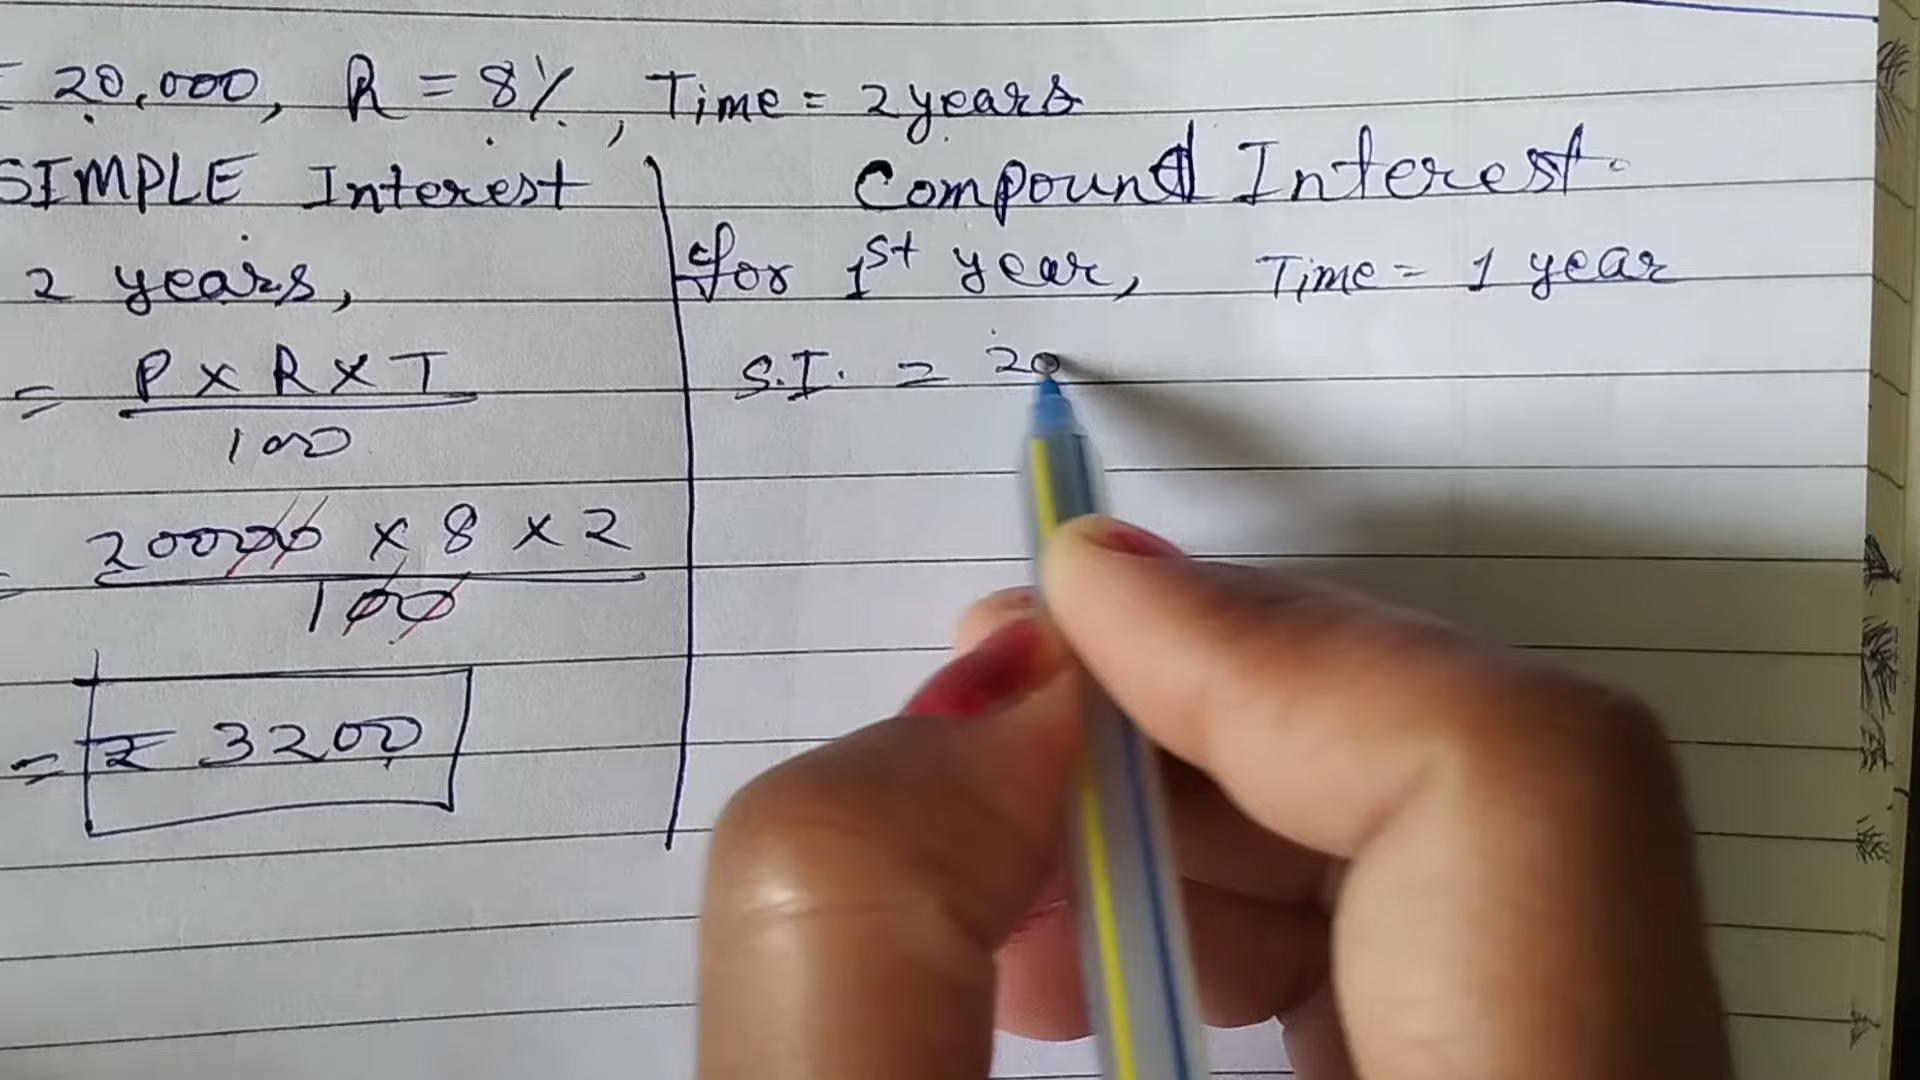 ₹ 20,000, R = 8%, Time = 2 years
SIMPLE Interest
2 years,
= P x R x T
100
= 20000 x 8 x 2
100
= ₹ 3200
Compound Interest.
for 1st year, Time = 1 year
S.I. = 20